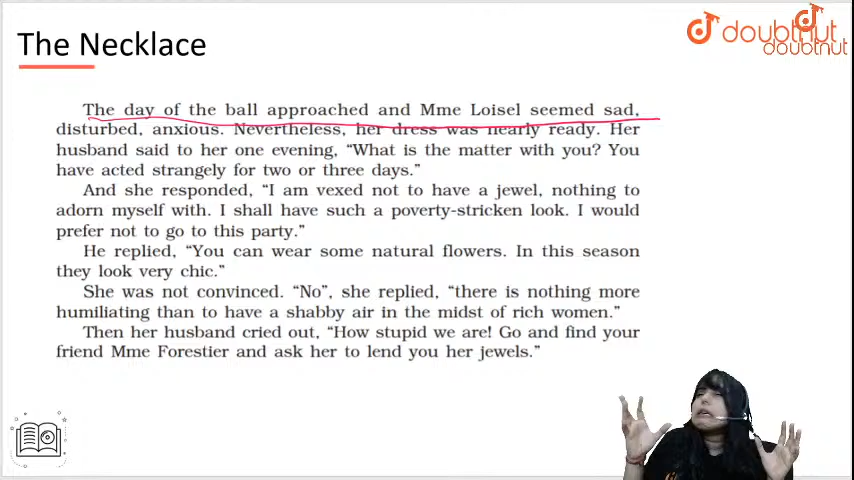 The Necklace
doubtnut
doubtnut
The day of the ball approached and Mme Loisel seemed sad,
disturbed, anxious. Nevertheless, her dress was nearly ready. Her
husband said to her one evening, “What is the matter with you? You
have acted strangely for two or three days.”
And she responded, “I am vexed not to have a jewel, nothing to
adorn myself with. I shall have such a poverty-stricken look. I would
prefer not to go to this party.”
He replied, “You can wear some natural flowers. In this season
they look very chic.”
She was not convinced. “No”, she replied, “there is nothing more
humiliating than to have a shabby air in the midst of rich women.”
Then her husband cried out, “How stupid we are! Go and find your
friend Mme Forestier and ask her to lend you her jewels.”